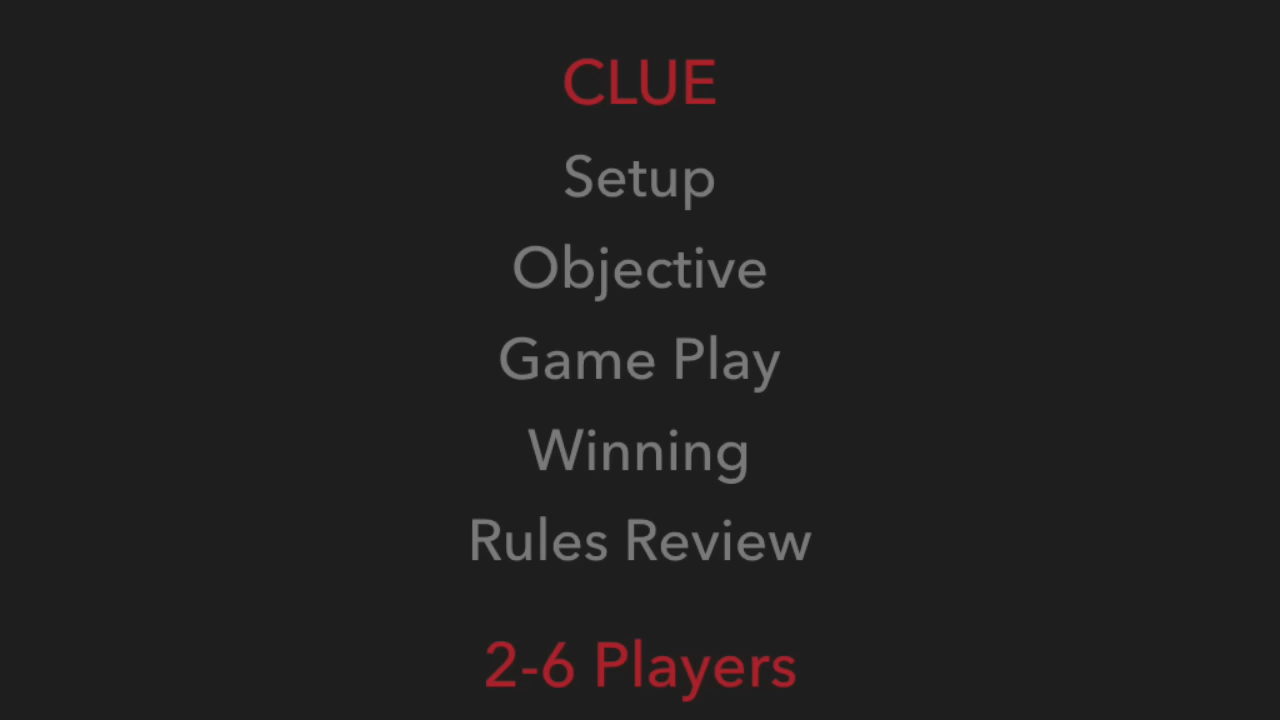 CLUE
Setup
Objective
Game Play
Winning
Rules Review
2-6 Players